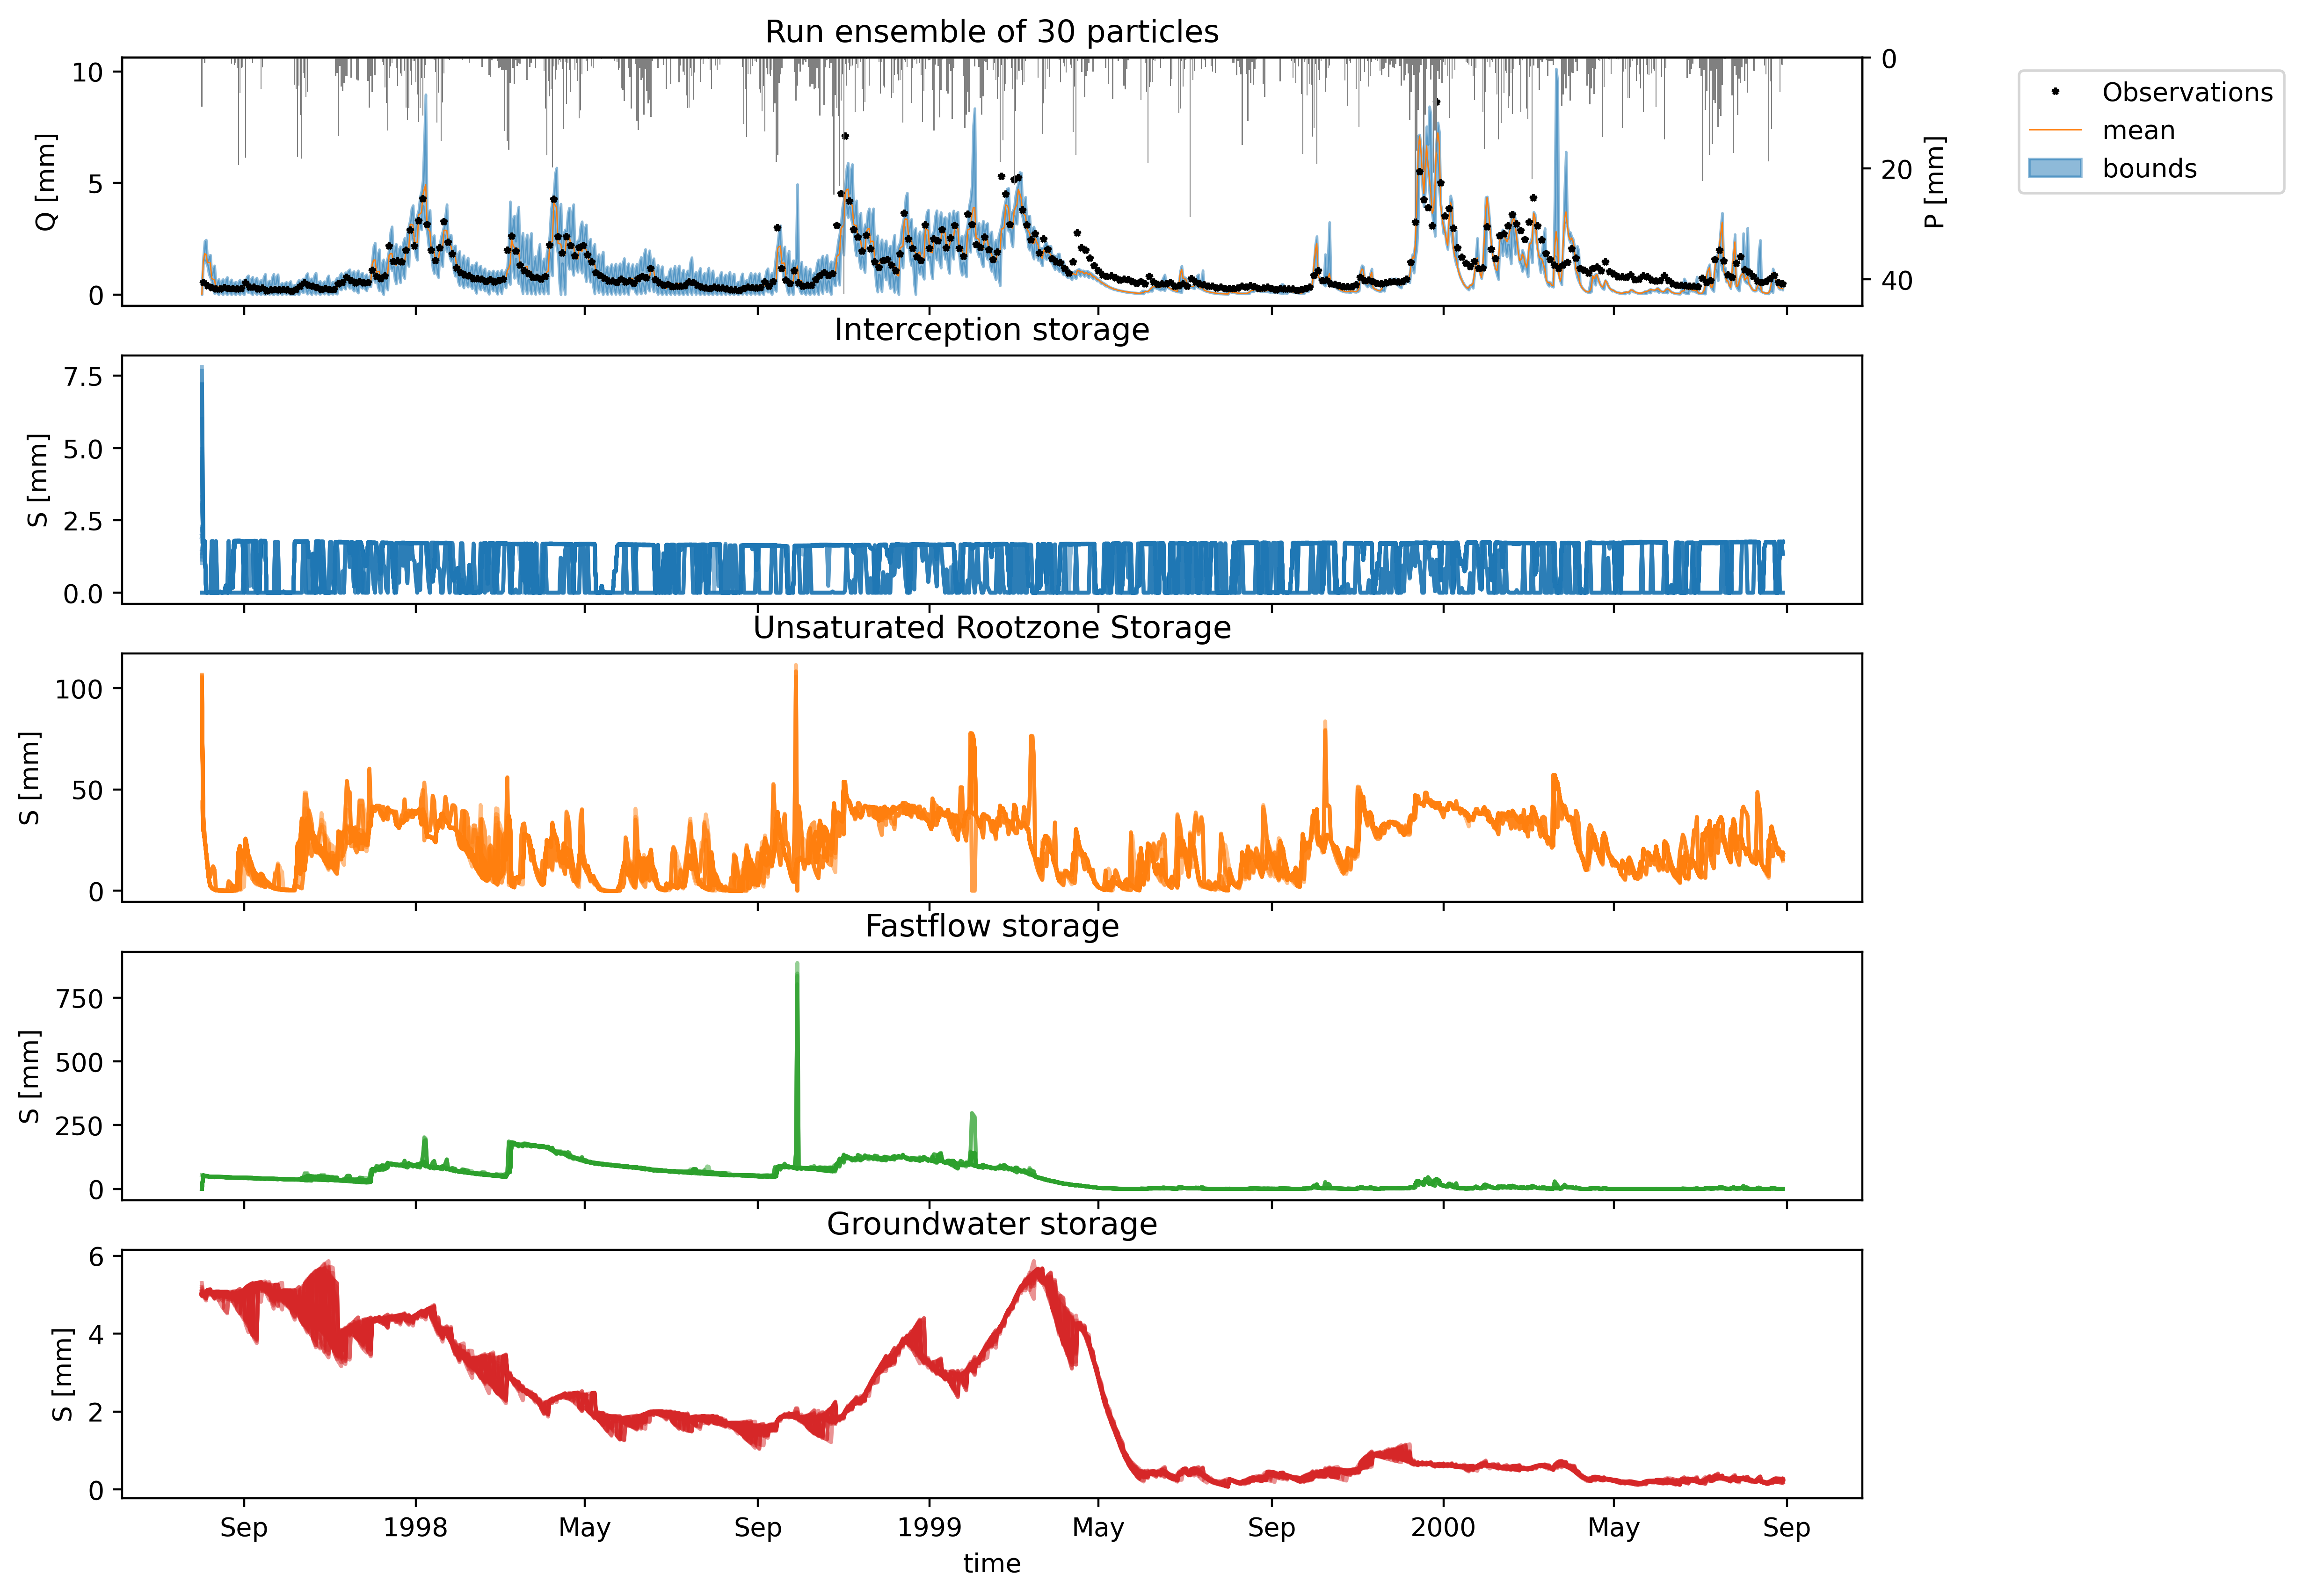 Run ensemble of 30 particles
10
5
0
Q [mm]
0
20
40
P [mm]
Observations
mean
bounds
Interception storage
7.5
5.0
2.5
0.0
S [mm]
Unsaturated Rootzone Storage
100
50
0
S [mm]
Fastflow storage
750
500
250
0
S [mm]
Groundwater storage
6
4
2
0
S [mm]
Sep 1998 May Sep 1999 May Sep 2000 May Sep
time